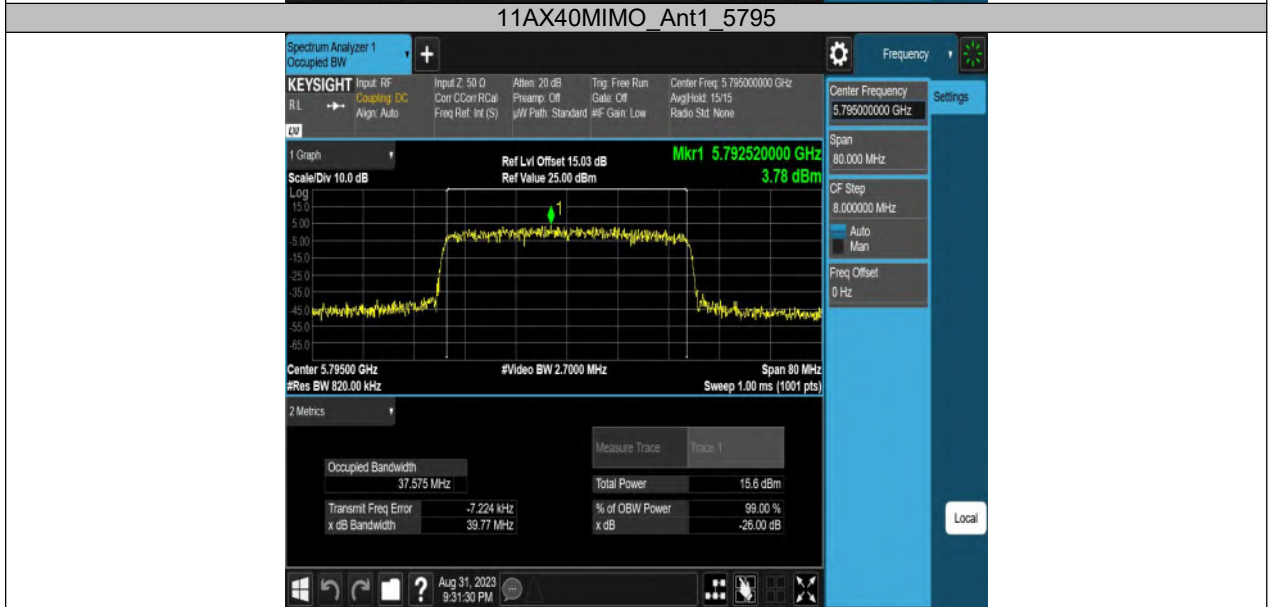 11AX40MIMO_Ant1_5795
Spectrum Analyzer 1
Occupied BW
+
Frequency
KEYSIGHT Input: RF Input Z: 50 Ω Atten: 20 dB Trig: Free Run Center Freq: 5.795000000 GHz
RL Coupling: DC Corr CCorr RCal Preamp: Off Gate: Off Avg|Hold: 15/15
Align: Auto Freq Ref: Int (S) µW Path: Standard #IF Gain: Low Radio Std: None
LXI
Center Frequency
5.795000000 GHz
Settings
Span
80.000 MHz
CF Step
8.000000 MHz
Auto
Man
Freq Offset
0 Hz
1 Graph
Ref Lvl Offset 15.03 dB
Mkr1 5.792520000 GHz
Scale/Div 10.0 dB Ref Value 25.00 dBm 3.78 dBm
Log
15.0
5.00
-5.00
-15.0
-25.0
-35.0
-45.0
-55.0
-65.0
1
Center 5.79500 GHz #Video BW 2.7000 MHz Span 80 MHz
#Res BW 820.00 kHz Sweep 1.00 ms (1001 pts)
2 Metrics
Measure Trace Trace 1
Occupied Bandwidth
37.575 MHz
Total Power 15.6 dBm
Transmit Freq Error -7.224 kHz % of OBW Power 99.00 %
x dB Bandwidth 39.77 MHz x dB -26.00 dB
Local
? Aug 31, 2023
9:31:30 PM